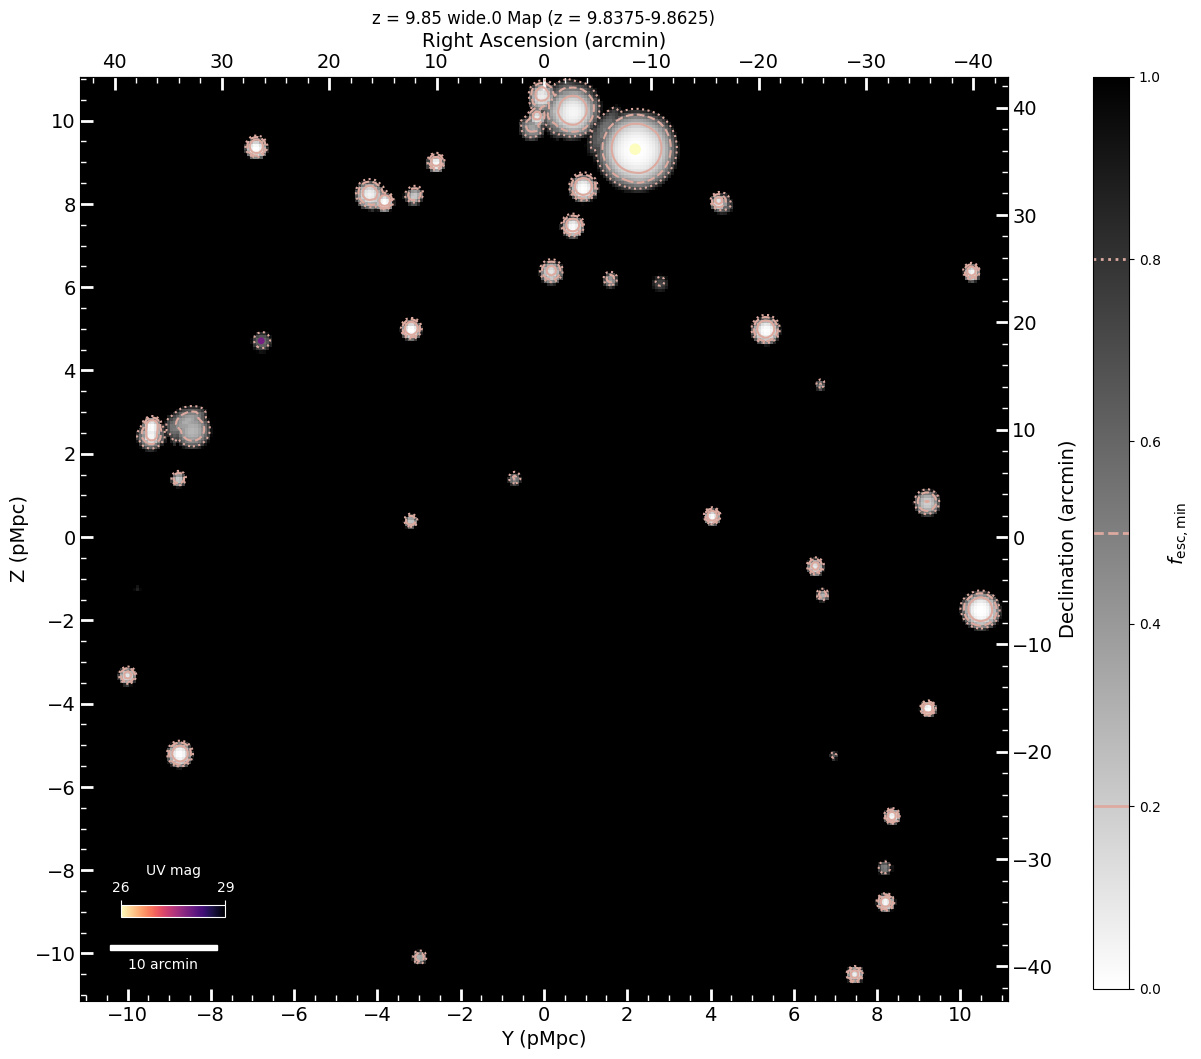 z = 9.85 wide.0 Map (z = 9.8375-9.8625)
Right Ascension (arcmin)
40 30 20 10 0 −10 −20 −30 −40
10
8
6
4
2
0
−2
−4
−6
−8
−10
Z (pMpc)
40
30
20
10
0
−10
−20
−30
−40
Declination (arcmin)
1.0
0.8
0.6
0.4
0.2
0.0
fesc,min
UV mag
26 29
10 arcmin
−10 −8 −6 −4 −2 0 2 4 6 8 10
Y (pMpc)